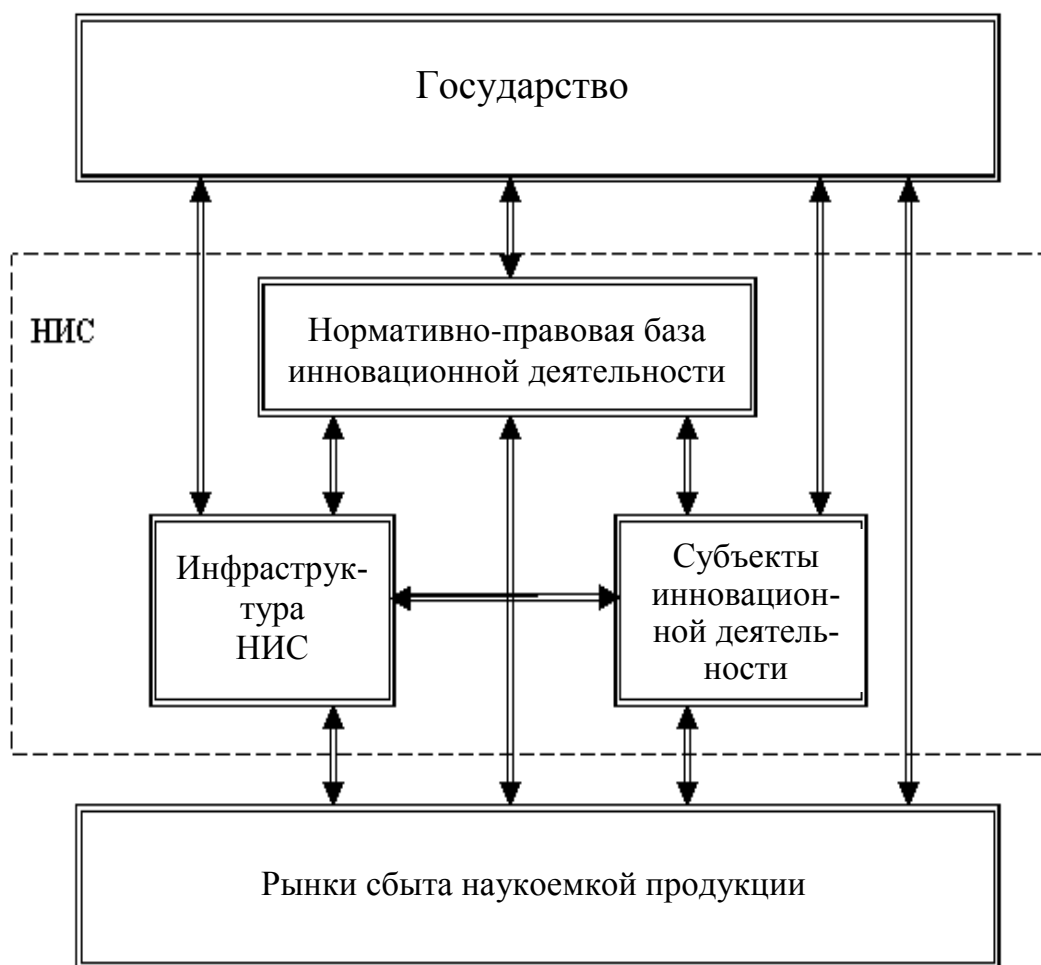 Государство
НИС
Нормативно-правовая база
инновационной деятельности
Инфраструк-
тура
НИС
Субъекты
инновацион-
ной деятель-
ности
Рынки сбыта наукоемкой продукции